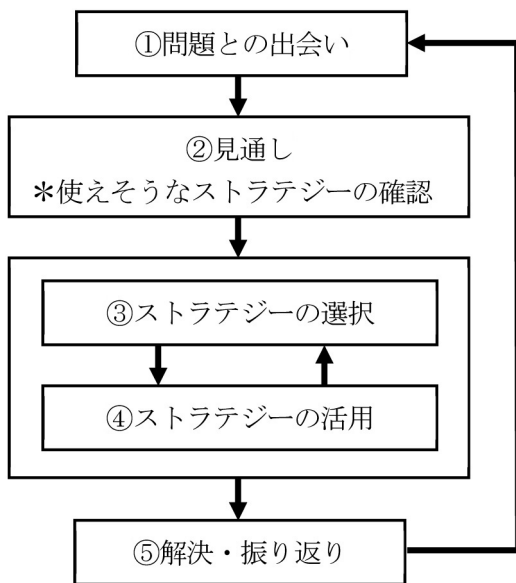 ①問題との出会い
②見通し
＊使えそうなストラテジーの確認
③ストラテジーの選択
④ストラテジーの活用
⑤解決・振り返り